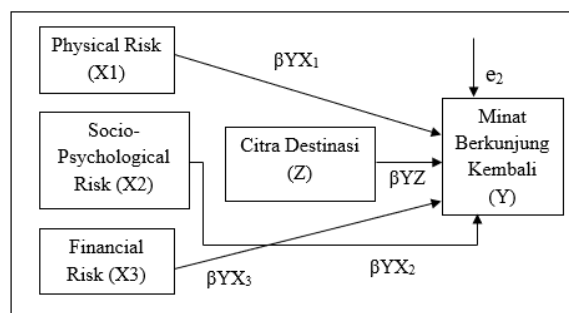 Physical Risk
(X1)
βYX₁
e₂
Socio-
Psychological
Risk (X2)
Citra Destinasi
(Z)
βYZ
Minat
Berkunjung
Kembali
(Y)
Financial
Risk (X3)
βYX₃
βYX₂